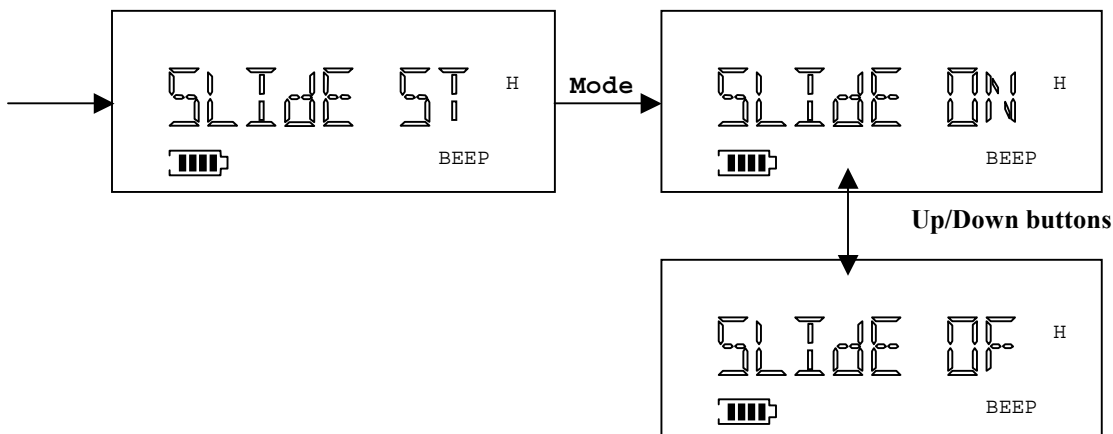 SLIdE ST H
BEEP
Mode
SLIdE ON H
BEEP
Up/Down buttons
SLIdE OF H
BEEP